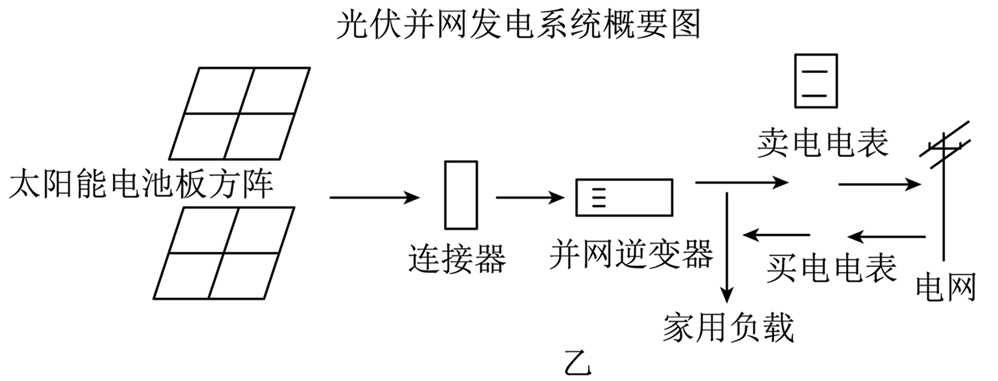 光伏并网发电系统概要图
卖电电表
太阳能电池板方阵
连接器
并网逆变器
买电电表
电网
家用负载
乙